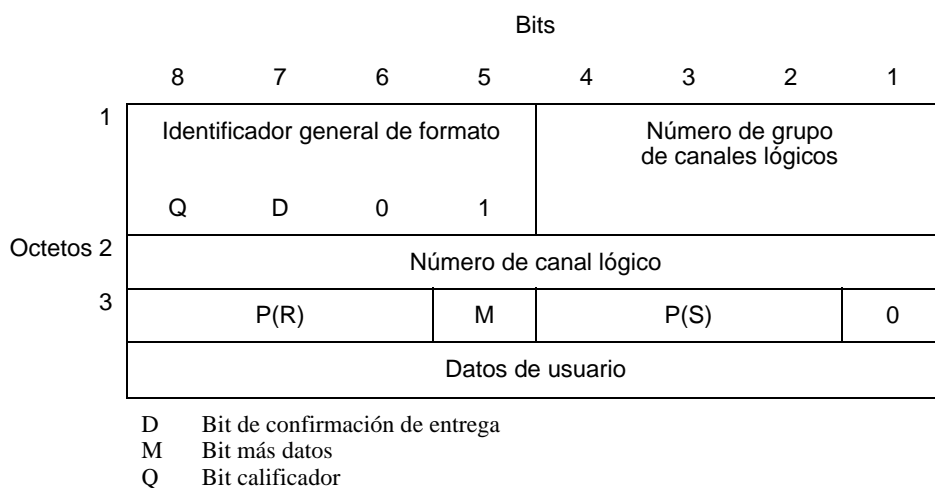 Bits
8 7 6 5 4 3 2 1
1
Identificador general de formato
Número de grupo
de canales lógicos
Q D 0 1
Octetos 2
Número de canal lógico
3
P(R) M P(S) 0
Datos de usuario
D Bit de confirmación de entrega
M Bit más datos
Q Bit calificador